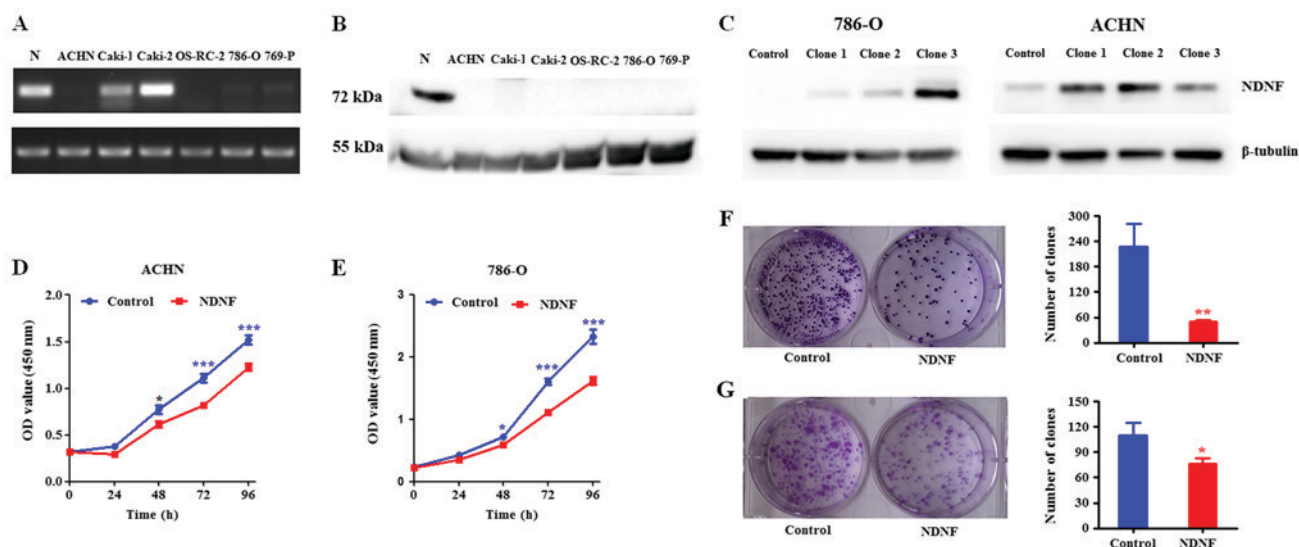 A
N ACHN Caki-1 Caki-2 OS-RC-2 786-O 769-P
B
N ACHN Caki-1 Caki-2 OS-RC-2 786-O 769-P
72 kDa
55 kDa
C
786-O
Control Clone 1 Clone 2 Clone 3
ACHN
Control Clone 1 Clone 2 Clone 3
NDNF
β-tubulin
D
ACHN
Control NDNF
OD value (450 nm)
2.0
1.5
1.0
0.5
0.0
* *** ***
0 24 48 72 96
Time (h)
E
786-O
Control NDNF
OD value (450 nm)
3
2
1
0
* *** ***
0 24 48 72 96
Time (h)
F
Control NDNF
Number of clones
300
240
180
120
60
0
**
Control NDNF
G
Control NDNF
Number of clones
150
120
90
60
30
0
*
Control NDNF